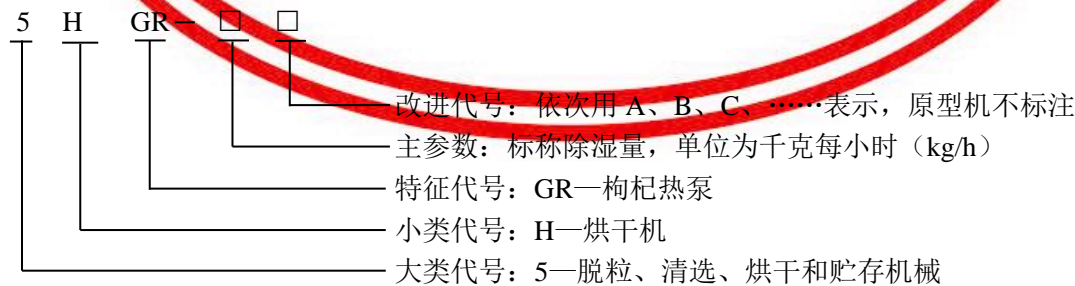 5 H GR－□ □
改进代号：依次用 A、B、C、……表示，原型机不标注
主参数：标称除湿量，单位为千克每小时（kg/h）
特征代号：GR—枸杞热泵
小类代号：H—烘干机
大类代号：5—脱粒、清选、烘干和贮存机械